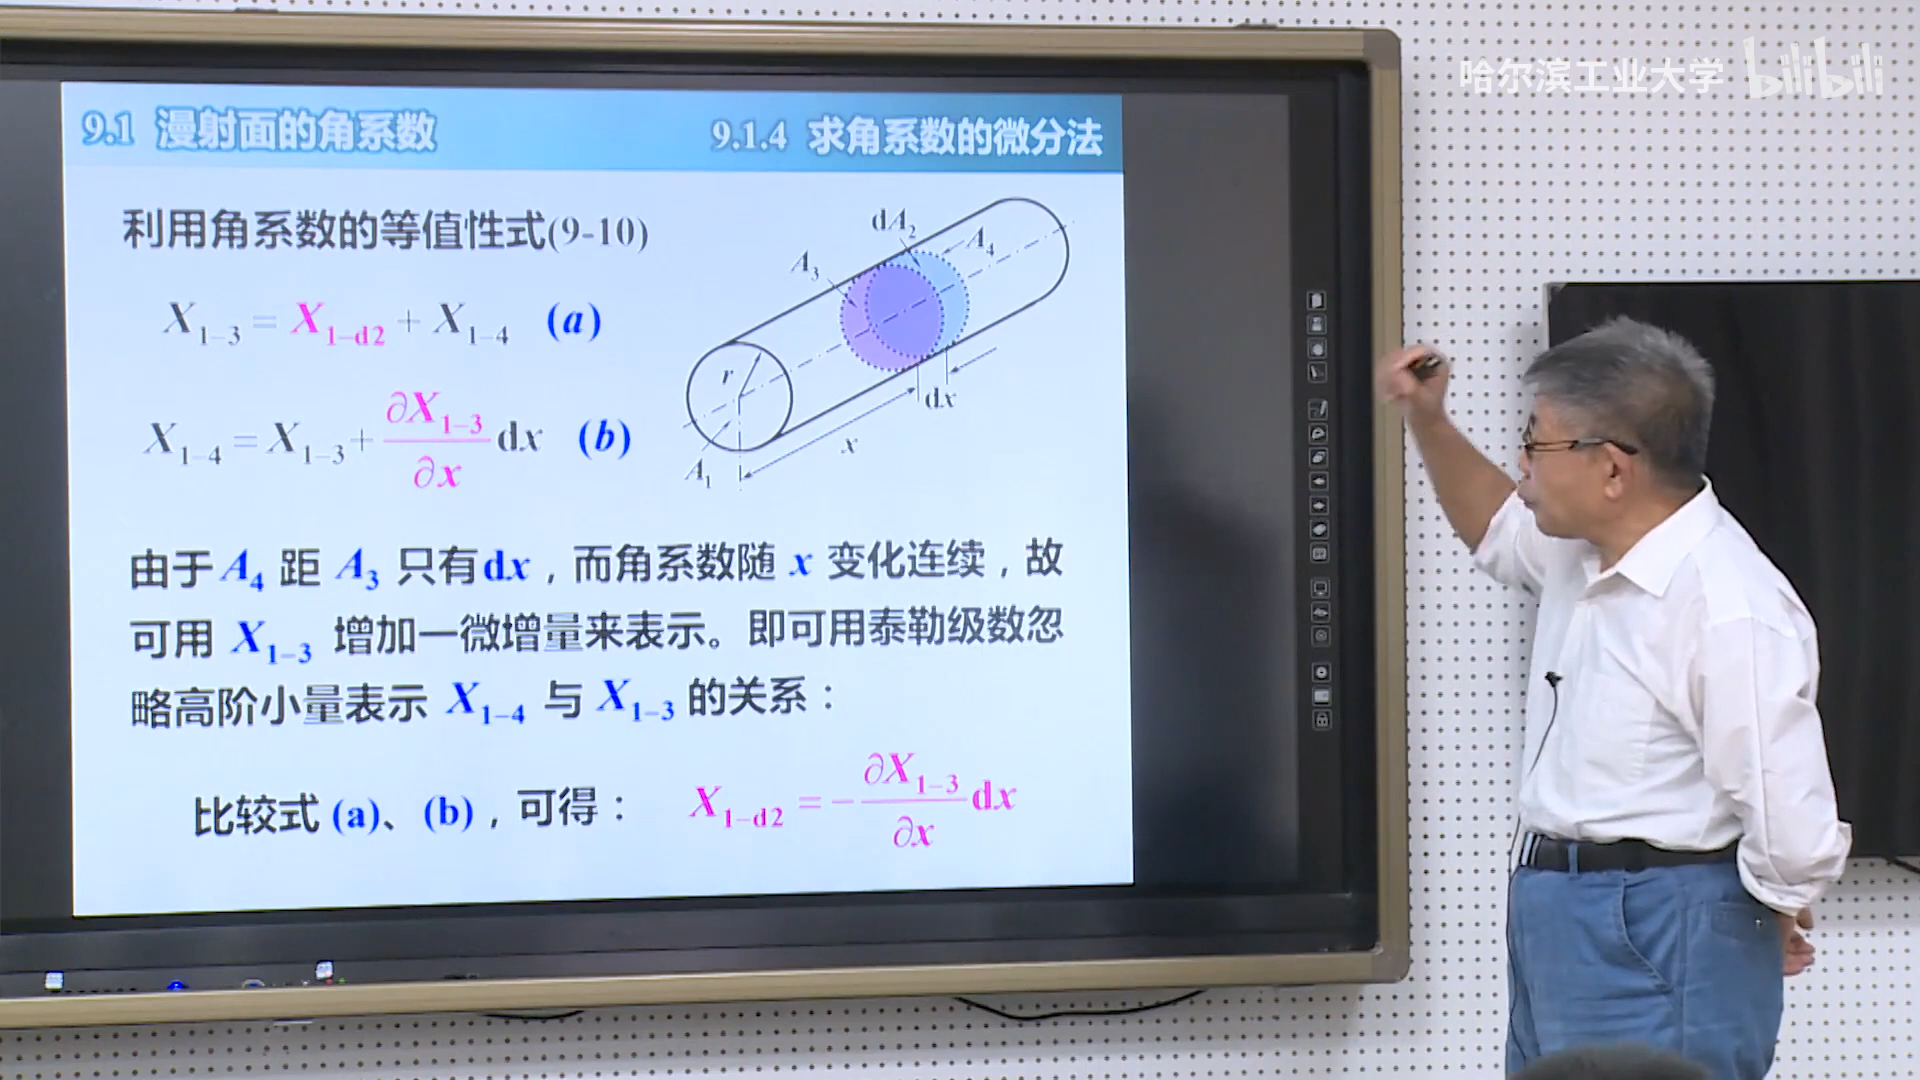 哈尔滨工业大学 bilibili
9.1 漫射面的角系数 9.1.4 求角系数的微分法
利用角系数的等值性式(9-10)
X₁₋₃ = X₁₋d₂ + X₁₋₄ (a)
X₁₋₄ = X₁₋₃ + ∂X₁₋₃/∂x dx (b)
dA₂
A₃
A₄
r
dx
x
A₁
由于 A₄ 距 A₃ 只有dx，而角系数随 x 变化连续，故
可用 X₁₋₃ 增加一微增量来表示。即可用泰勒级数忽
略高阶小量表示 X₁₋₄ 与 X₁₋₃ 的关系：
比较式 (a)、(b)，可得： X₁₋d₂ = - ∂X₁₋₃/∂x dx